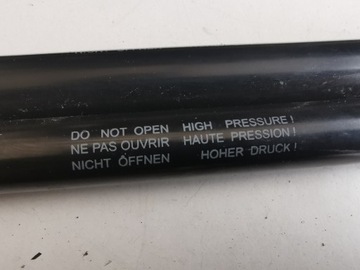 DO NOT OPEN HIGH PRESSURE!
NE PAS OUVRIR HAUTE PRESSION!
NICHT ÖFFNEN HOHER DRUCK!